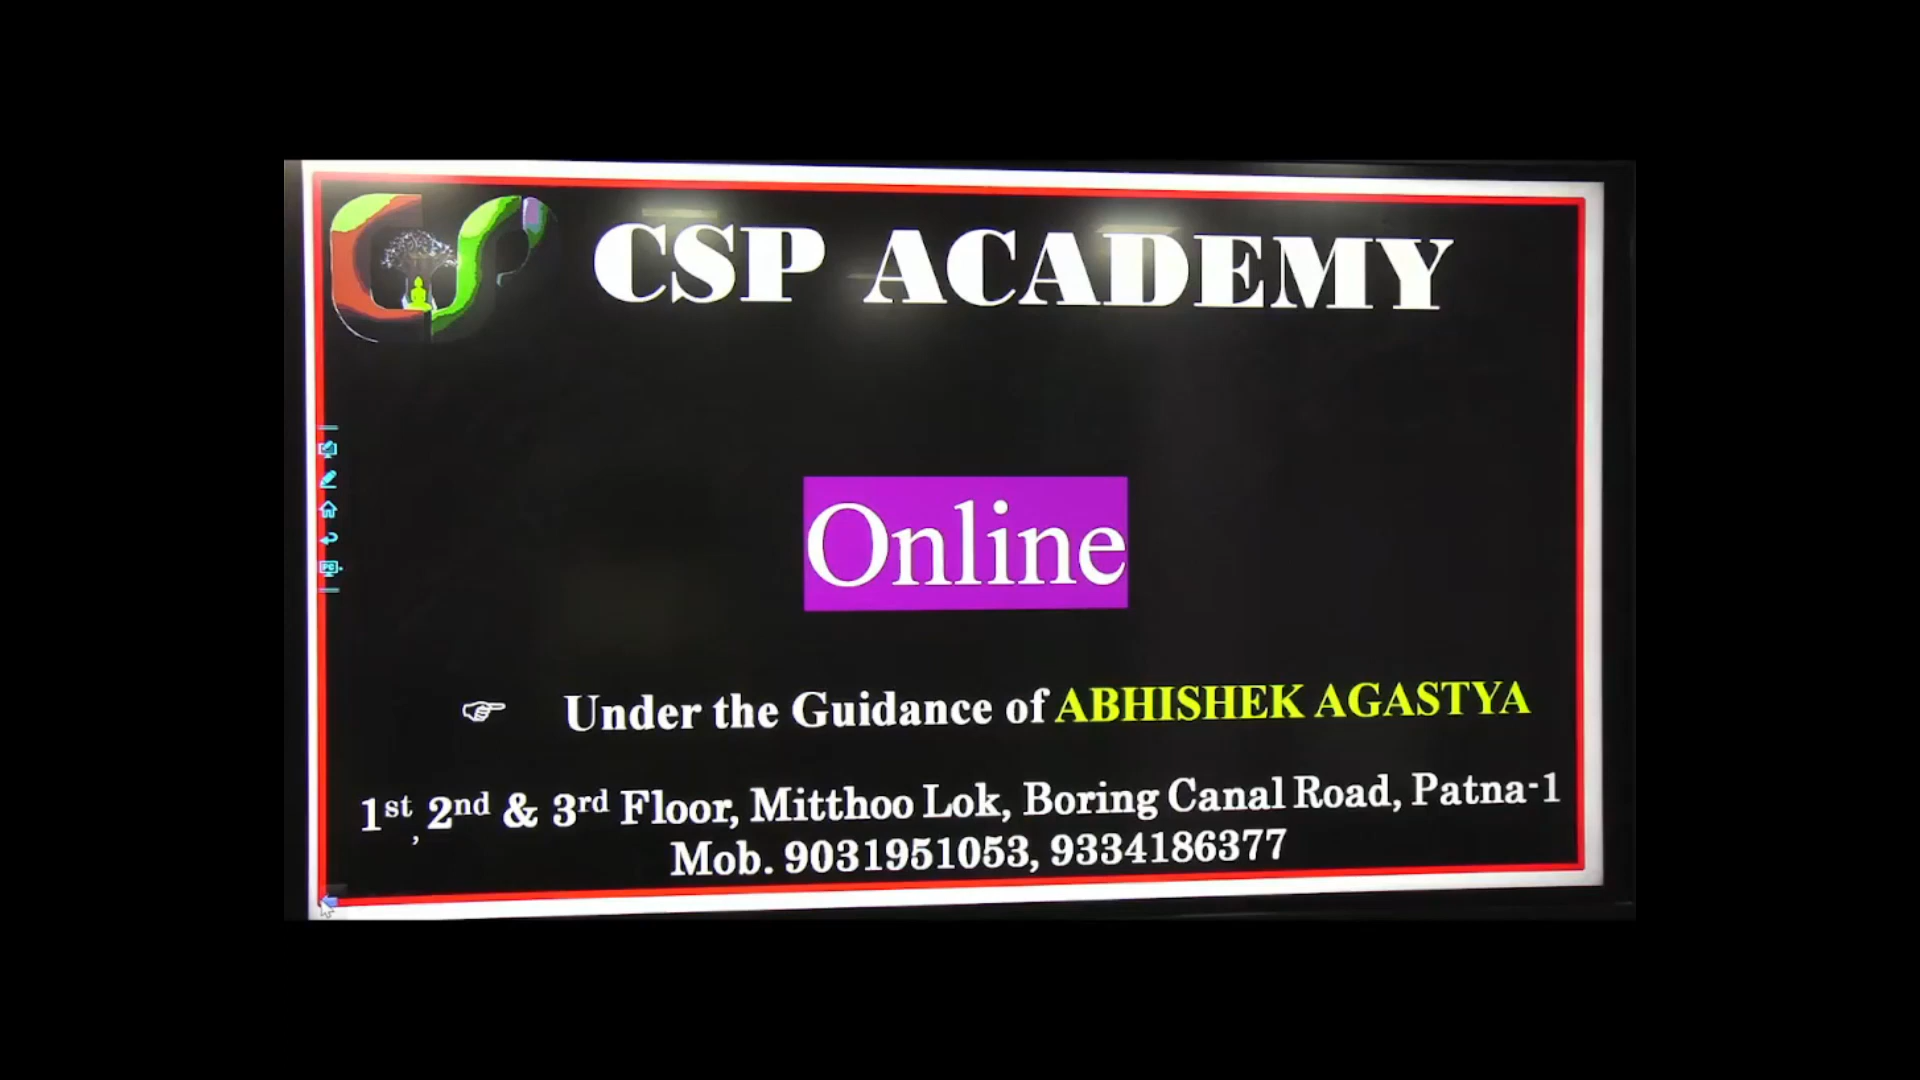 CSP ACADEMY
Online
☞ Under the Guidance of ABHISHEK AGASTYA
1st, 2nd & 3rd Floor, Mitthoo Lok, Boring Canal Road, Patna-1
Mob. 9031951053, 9334186377